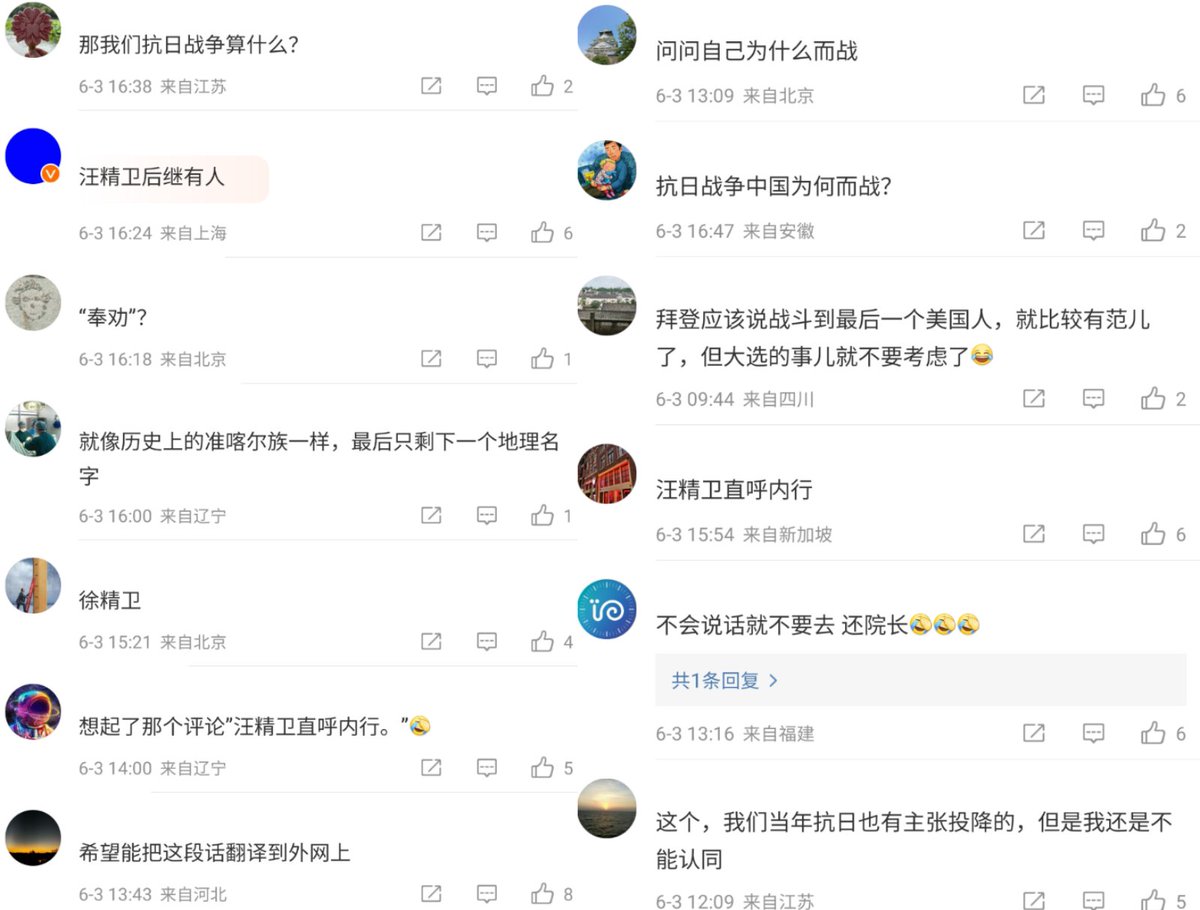 那我们抗日战争算什么?
6-3 16:38 来自江苏
2
汪精卫后继有人
6-3 16:24 来自上海
6
“奉劝”?
6-3 16:18 来自北京
1
就像历史上的准喀尔族一样，最后只剩下一个地理名
字
6-3 16:00 来自辽宁
1
徐精卫
6-3 15:21 来自北京
4
想起了那个评论”汪精卫直呼内行。”🤣
6-3 14:00 来自辽宁
5
希望能把这段话翻译到外网上
6-3 13:43 来自河北
8
问问自己为什么而战
6-3 13:09 来自北京
6
抗日战争中国为何而战?
6-3 16:47 来自安徽
2
拜登应该说战斗到最后一个美国人，就比较有范儿
了，但大选的事儿就不要考虑了😂
6-3 09:44 来自四川
2
汪精卫直呼内行
6-3 15:54 来自新加坡
6
不会说话就不要去 还院长🤣🤣🤣
共1条回复 >
6-3 13:16 来自福建
6
这个，我们当年抗日也有主张投降的，但是我还是不
能认同
6-3 12:09 来自江苏
5